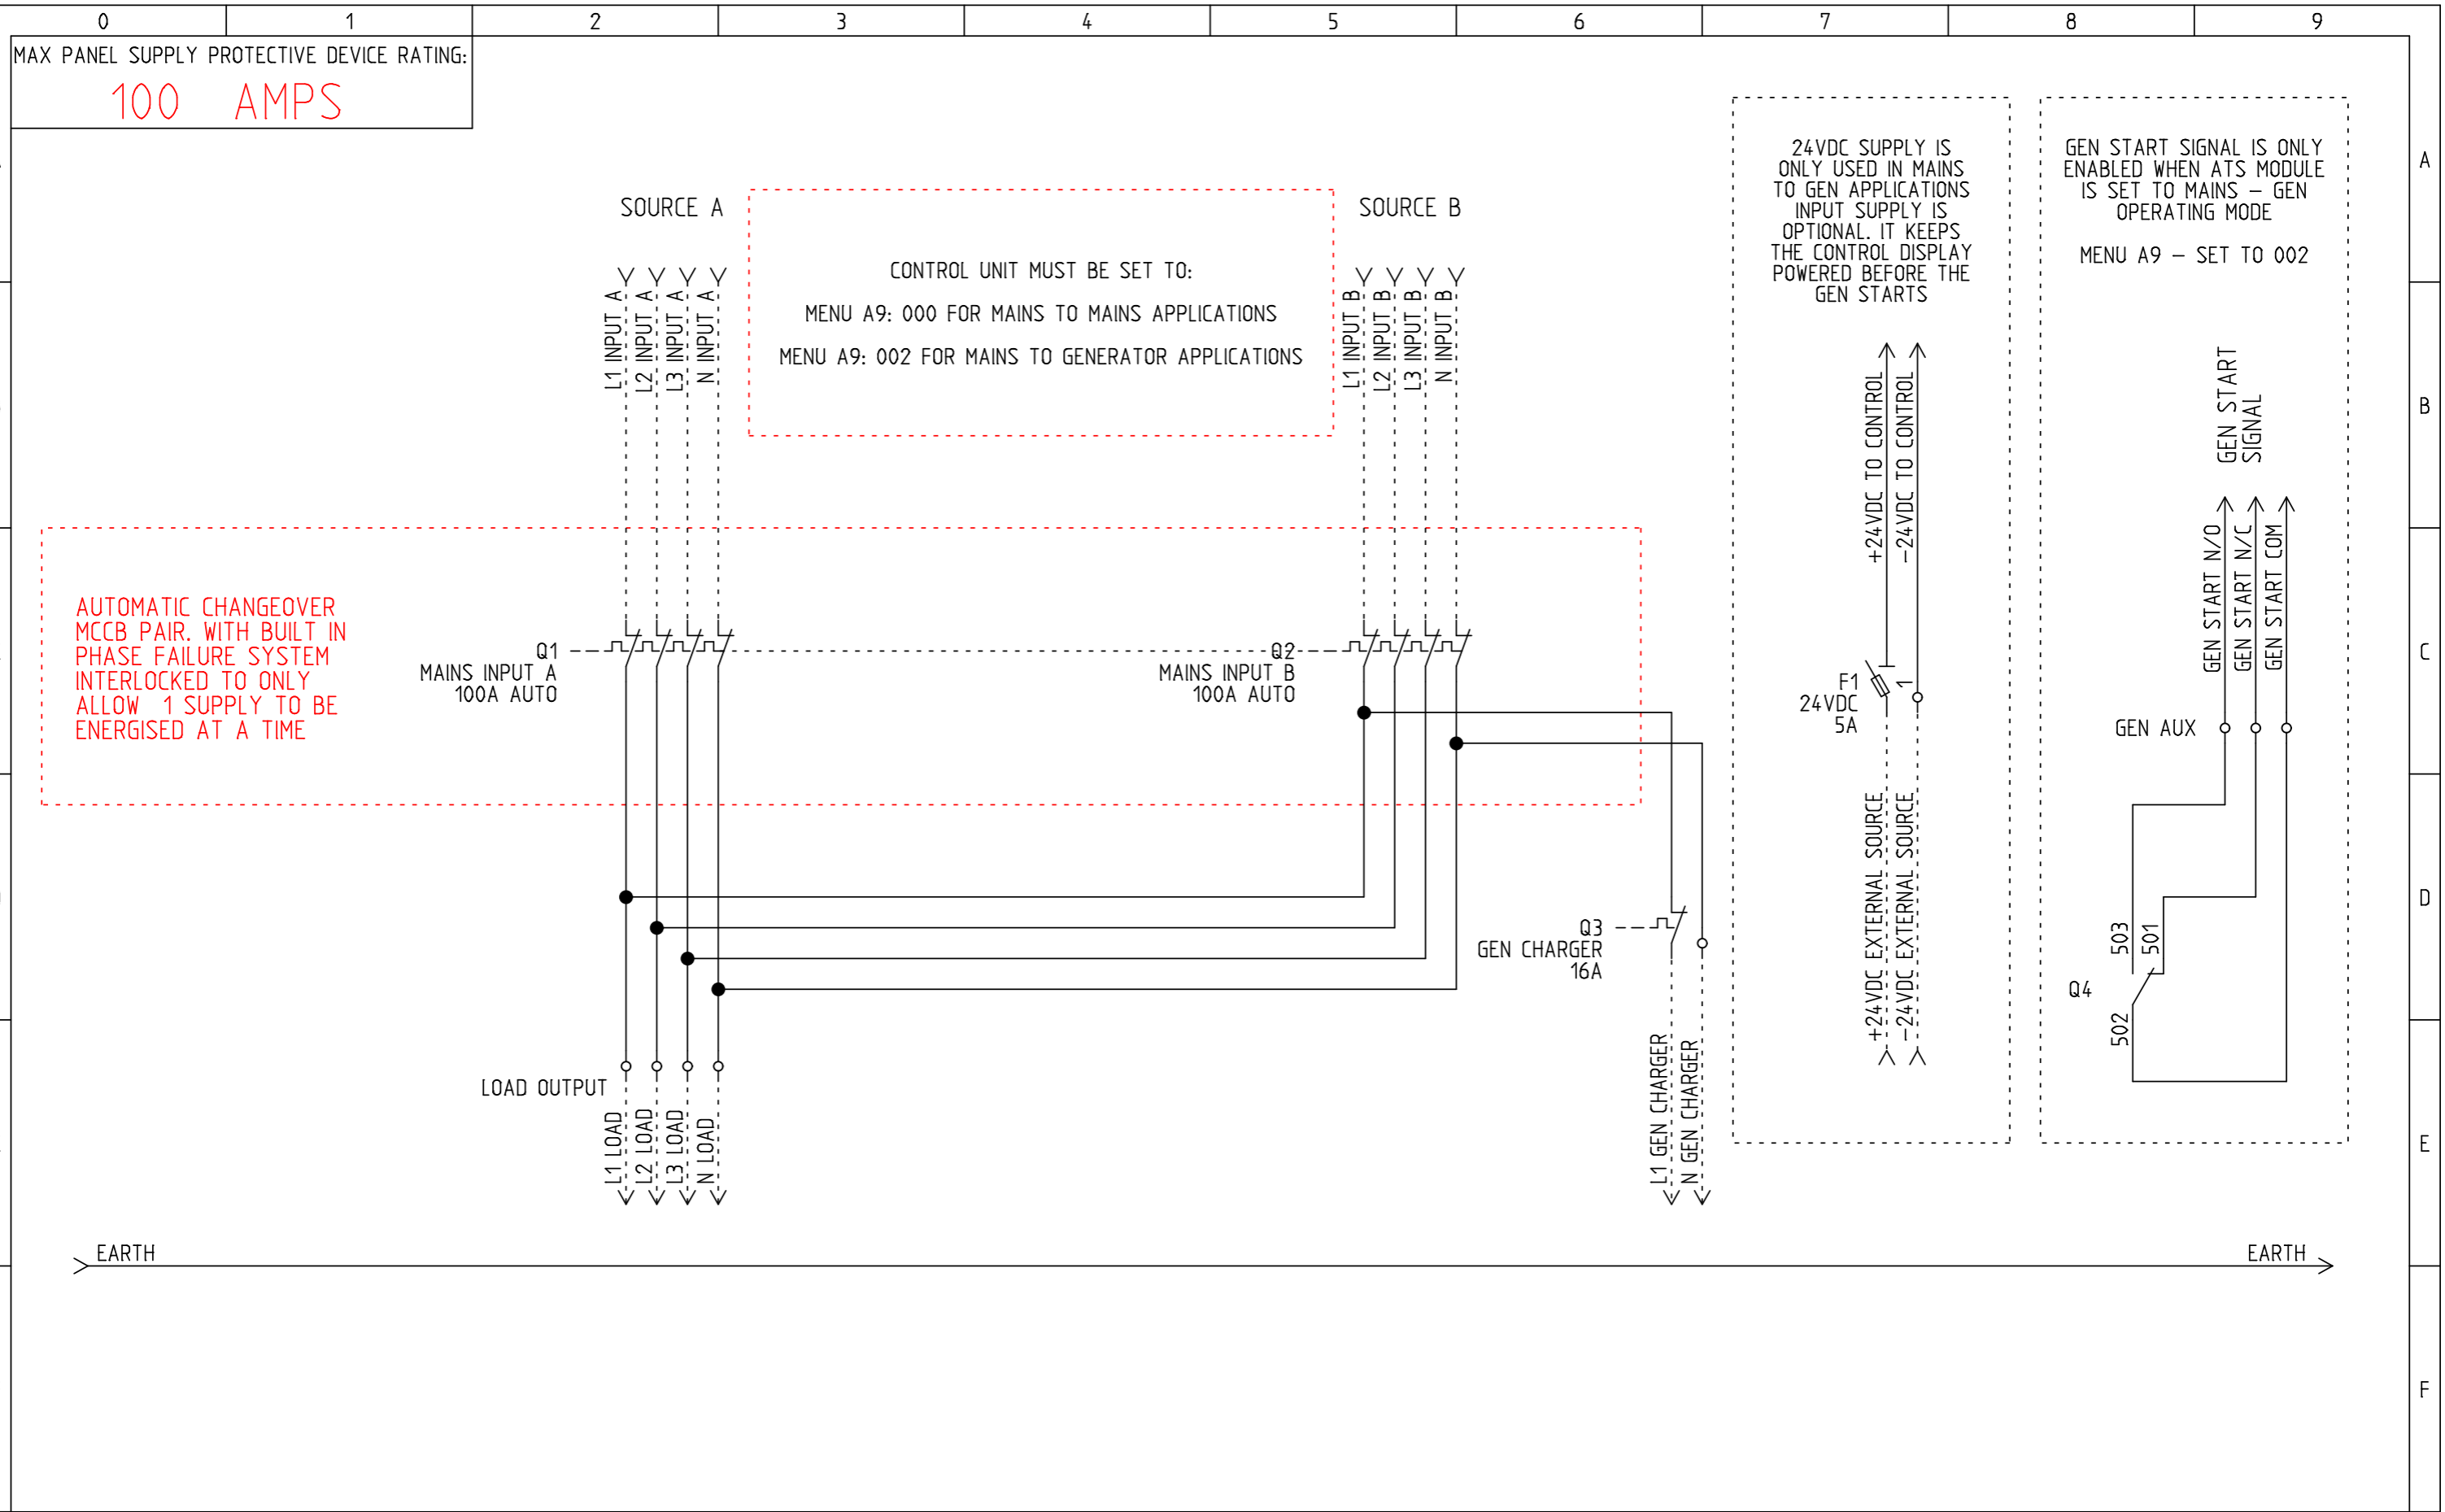 0 1 2 3 4 5 6 7 8 9
MAX PANEL SUPPLY PROTECTIVE DEVICE RATING:
100 AMPS
SOURCE A
L1 INPUT A
L2 INPUT A
L3 INPUT A
N INPUT A
CONTROL UNIT MUST BE SET TO:
MENU A9: 000 FOR MAINS TO MAINS APPLICATIONS
MENU A9: 002 FOR MAINS TO GENERATOR APPLICATIONS
SOURCE B
L1 INPUT B
L2 INPUT B
L3 INPUT B
N INPUT B
24VDC SUPPLY IS
ONLY USED IN MAINS
TO GEN APPLICATIONS
INPUT SUPPLY IS
OPTIONAL. IT KEEPS
THE CONTROL DISPLAY
POWERED BEFORE THE
GEN STARTS
+24VDC TO CONTROL
-24VDC TO CONTROL
GEN START SIGNAL IS ONLY
ENABLED WHEN ATS MODULE
IS SET TO MAINS – GEN
OPERATING MODE
MENU A9 – SET TO 002
GEN START
SIGNAL
GEN START N/O
GEN START N/C
GEN START COM
A
B
C
D
E
F
AUTOMATIC CHANGEOVER
MCCB PAIR. WITH BUILT IN
PHASE FAILURE SYSTEM
INTERLOCKED TO ONLY
ALLOW 1 SUPPLY TO BE
ENERGISED AT A TIME
Q1
MAINS INPUT A
100A AUTO
Q2
MAINS INPUT B
100A AUTO
F1
24VDC
5A
1
GEN AUX
+24VDC EXTERNAL SOURCE
-24VDC EXTERNAL SOURCE
Q3
GEN CHARGER
16A
503
501
Q4
502
LOAD OUTPUT
L1 LOAD
L2 LOAD
L3 LOAD
N LOAD
L1 GEN CHARGER
N GEN CHARGER
EARTH
EARTH